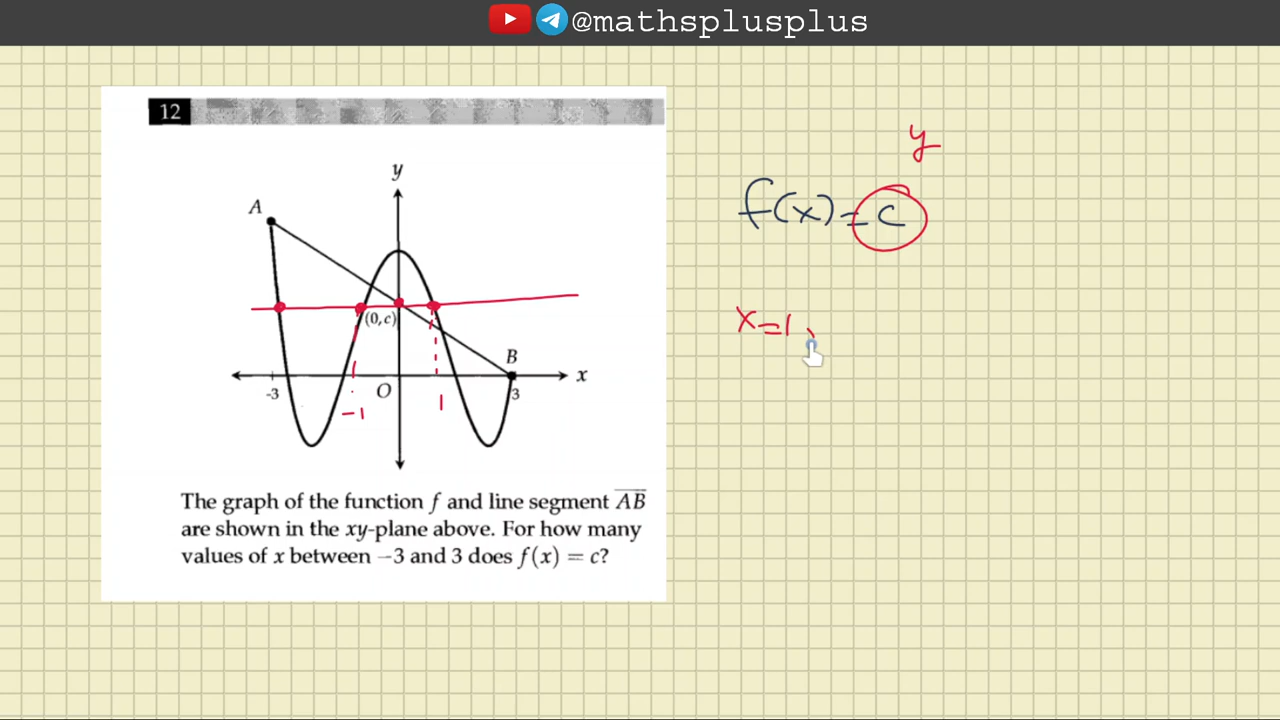 @mathsplusplus
12
y
A
(0,c)
B
x
-3
O
3
-1
1
The graph of the function f and line segment AB
are shown in the xy-plane above. For how many
values of x between −3 and 3 does f(x) = c?
y
f(x)=c
x=1,